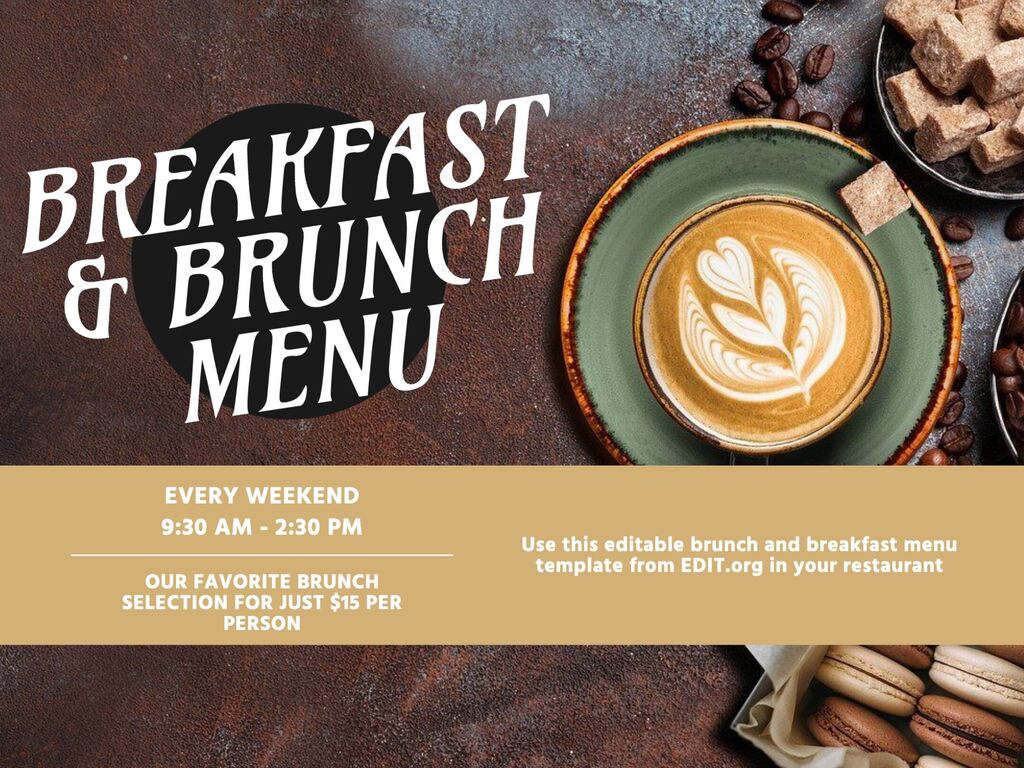 BREAKFAST
& BRUNCH
MENU
EVERY WEEKEND
9:30 AM - 2:30 PM
OUR FAVORITE BRUNCH
SELECTION FOR JUST $15 PER
PERSON
Use this editable brunch and breakfast menu
template from EDIT.org in your restaurant